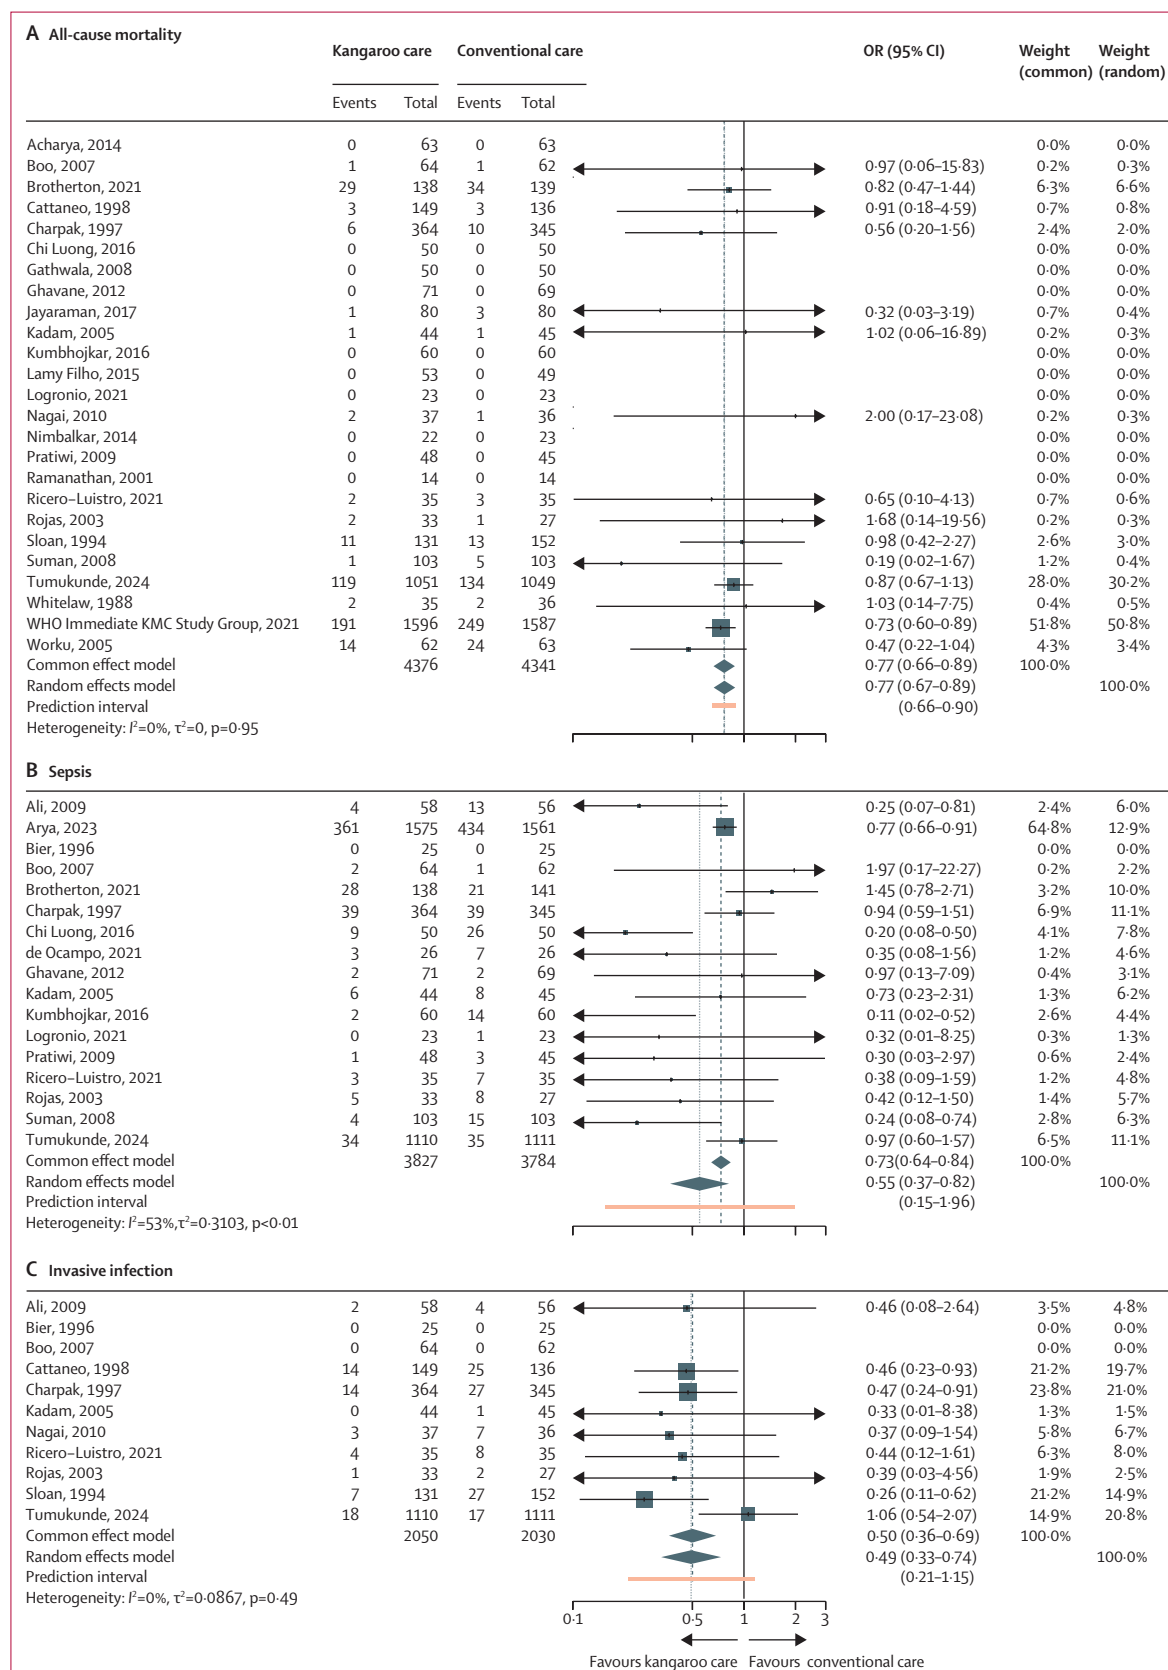 A All-cause mortality
Kangaroo care Conventional care OR (95% CI) Weight (common) Weight (random)
Events Total Events Total
Acharya, 2014 0 63 0 63 0·0% 0·0%
Boo, 2007 1 64 1 62 0·97 (0·06–15·83) 0·2% 0·3%
Brotherton, 2021 29 138 34 139 0·82 (0·47–1·44) 6·3% 6·6%
Cattaneo, 1998 3 149 3 136 0·91 (0·18–4·59) 0·7% 0·8%
Charpak, 1997 6 364 10 345 0·56 (0·20–1·56) 2·4% 2·0%
Chi Luong, 2016 0 50 0 50 0·0% 0·0%
Gathwala, 2008 0 50 0 50 0·0% 0·0%
Ghavane, 2012 0 71 0 69 0·0% 0·0%
Jayaraman, 2017 1 80 3 80 0·32 (0·03–3·19) 0·7% 0·4%
Kadam, 2005 1 44 1 45 1·02 (0·06–16·89) 0·2% 0·3%
Kumbhojkar, 2016 0 60 0 60 0·0% 0·0%
Lamy Filho, 2015 0 53 0 49 0·0% 0·0%
Logronio, 2021 0 23 0 23 0·0% 0·0%
Nagai, 2010 2 37 1 36 2·00 (0·17–23·08) 0·2% 0·3%
Nimbalkar, 2014 0 22 0 23 0·0% 0·0%
Pratiwi, 2009 0 48 0 45 0·0% 0·0%
Ramanathan, 2001 0 14 0 14 0·0% 0·0%
Ricero–Luistro, 2021 2 35 3 35 0·65 (0·10–4·13) 0·7% 0·6%
Rojas, 2003 2 33 1 27 1·68 (0·14–19·56) 0·2% 0·3%
Sloan, 1994 11 131 13 152 0·98 (0·42–2·27) 2·6% 3·0%
Suman, 2008 1 103 5 103 0·19 (0·02–1·67) 1·2% 0·4%
Tumukunde, 2024 119 1051 134 1049 0·87 (0·67–1·13) 28·0% 30·2%
Whitelaw, 1988 2 35 2 36 1·03 (0·14–7·75) 0·4% 0·5%
WHO Immediate KMC Study Group, 2021 191 1596 249 1587 0·73 (0·60–0·89) 51·8% 50·8%
Worku, 2005 14 62 24 63 0·47 (0·22–1·04) 4·3% 3·4%
Common effect model 4376 4341 0·77 (0·66–0·89) 100·0%
Random effects model 0·77 (0·67–0·89) 100·0%
Prediction interval (0·66–0·90)
Heterogeneity: I²=0%, τ²=0, p=0·95
B Sepsis
Ali, 2009 4 58 13 56 0·25 (0·07–0·81) 2·4% 6·0%
Arya, 2023 361 1575 434 1561 0·77 (0·66–0·91) 64·8% 12·9%
Bier, 1996 0 25 0 25 0·0% 0·0%
Boo, 2007 2 64 1 62 1·97 (0·17–22·27) 0·2% 2·2%
Brotherton, 2021 28 138 21 141 1·45 (0·78–2·71) 3·2% 10·0%
Charpak, 1997 39 364 39 345 0·94 (0·59–1·51) 6·9% 11·1%
Chi Luong, 2016 9 50 26 50 0·20 (0·08–0·50) 4·1% 7·8%
de Ocampo, 2021 3 26 7 26 0·35 (0·08–1·56) 1·2% 4·6%
Ghavane, 2012 2 71 2 69 0·97 (0·13–7·09) 0·4% 3·1%
Kadam, 2005 6 44 8 45 0·73 (0·23–2·31) 1·3% 6·2%
Kumbhojkar, 2016 2 60 14 60 0·11 (0·02–0·52) 2·6% 4·4%
Logronio, 2021 0 23 1 23 0·32 (0·01–8·25) 0·3% 1·3%
Pratiwi, 2009 1 48 3 45 0·30 (0·03–2·97) 0·6% 2·4%
Ricero–Luistro, 2021 3 35 7 35 0·38 (0·09–1·59) 1·2% 4·8%
Rojas, 2003 5 33 8 27 0·42 (0·12–1·50) 1·4% 5·7%
Suman, 2008 4 103 15 103 0·24 (0·08–0·74) 2·8% 6·3%
Tumukunde, 2024 34 1110 35 1111 0·97 (0·60–1·57) 6·5% 11·1%
Common effect model 3827 3784 0·73(0·64–0·84) 100·0%
Random effects model 0·55 (0·37–0·82) 100·0%
Prediction interval (0·15–1·96)
Heterogeneity: I²=53%,τ²=0·3103, p<0·01
C Invasive infection
Ali, 2009 2 58 4 56 0·46 (0·08–2·64) 3·5% 4·8%
Bier, 1996 0 25 0 25 0·0% 0·0%
Boo, 2007 0 64 0 62 0·0% 0·0%
Cattaneo, 1998 14 149 25 136 0·46 (0·23–0·93) 21·2% 19·7%
Charpak, 1997 14 364 27 345 0·47 (0·24–0·91) 23·8% 21·0%
Kadam, 2005 0 44 1 45 0·33 (0·01–8·38) 1·3% 1·5%
Nagai, 2010 3 37 7 36 0·37 (0·09–1·54) 5·8% 6·7%
Ricero–Luistro, 2021 4 35 8 35 0·44 (0·12–1·61) 6·3% 8·0%
Rojas, 2003 1 33 2 27 0·39 (0·03–4·56) 1·9% 2·5%
Sloan, 1994 7 131 27 152 0·26 (0·11–0·62) 21·2% 14·9%
Tumukunde, 2024 18 1110 17 1111 1·06 (0·54–2·07) 14·9% 20·8%
Common effect model 2050 2030 0·50 (0·36–0·69) 100·0%
Random effects model 0·49 (0·33–0·74) 100·0%
Prediction interval (0·21–1·15)
Heterogeneity: I²=0%, τ²=0·0867, p=0·49
0·1 0·5 1 2 3
Favours kangaroo care Favours conventional care